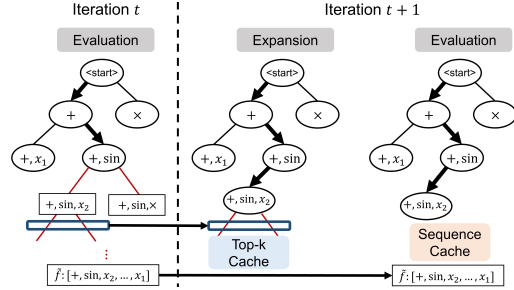 Iteration t
Iteration t + 1
Evaluation
Expansion
Evaluation
<start>
<start>
<start>
+
×
+
×
+
×
+, x₁
+, sin
+, x₁
+, sin
+, x₁
+, sin
+, sin, x₂
+, sin,×
+, sin, x₂
+, sin, x₂
Top-k
Cache
Sequence
Cache
f̃: [+, sin, x₂, ..., x₁]
f̃: [+, sin, x₂, ..., x₁]